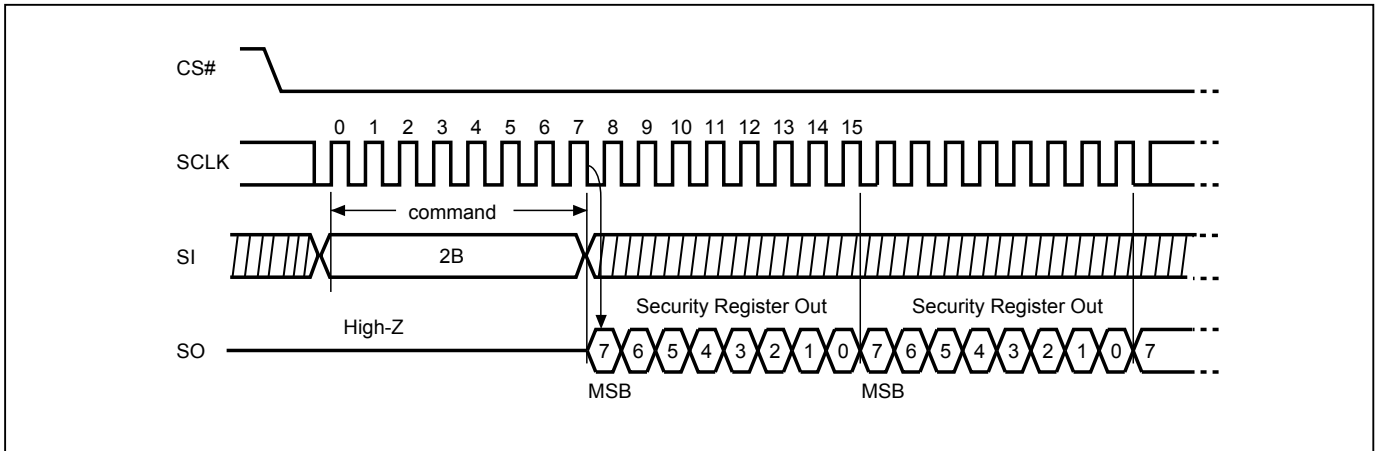 CS#
0 1 2 3 4 5 6 7 8 9 10 11 12 13 14 15
SCLK
command
SI
2B
Security Register Out Security Register Out
High-Z
SO
7 6 5 4 3 2 1 0 7 6 5 4 3 2 1 0 7
MSB MSB